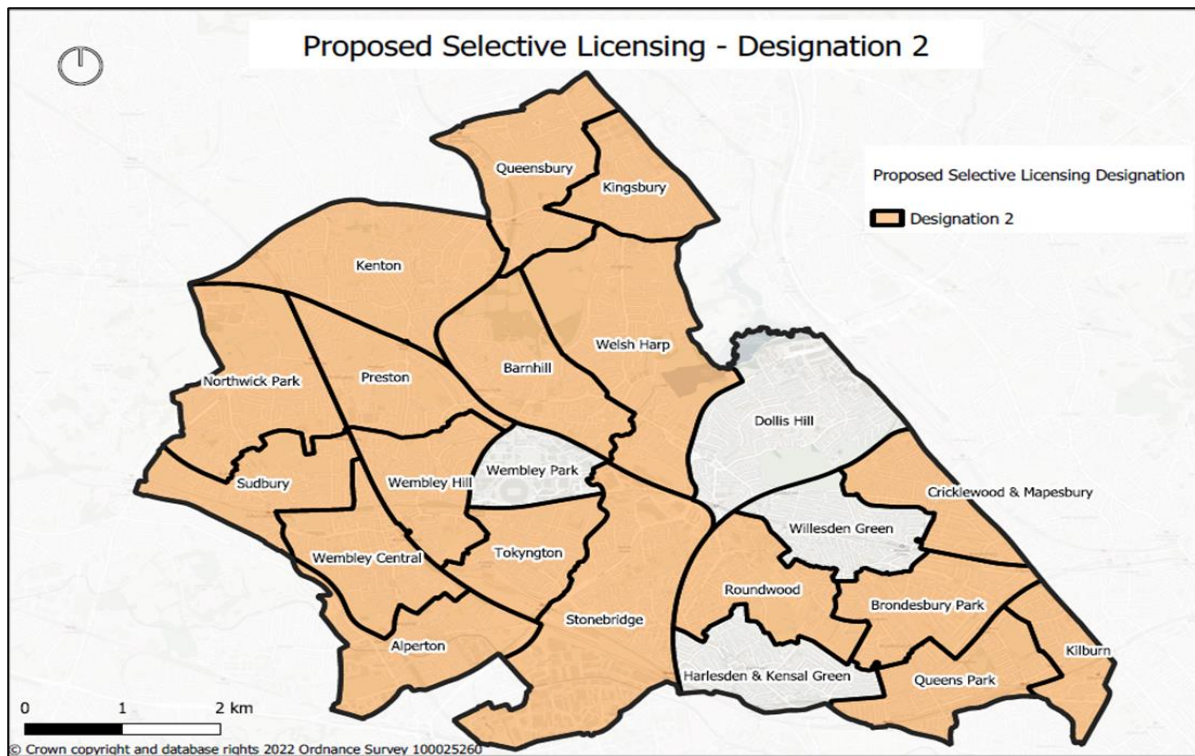 Proposed Selective Licensing - Designation 2
Proposed Selective Licensing Designation
Designation 2
Queensbury
Kingsbury
Kenton
Welsh Harp
Barnhill
Preston
Northwick Park
Dollis Hill
Wembley Park
Wembley Hill
Sudbury
Cricklewood & Mapesbury
Willesden Green
Tokyngton
Wembley Central
Roundwood
Brondesbury Park
Stonebridge
Alperton
Kilburn
Harlesden & Kensal Green
Queens Park
0 1 2 km
© Crown copyright and database rights 2022 Ordnance Survey 100025260